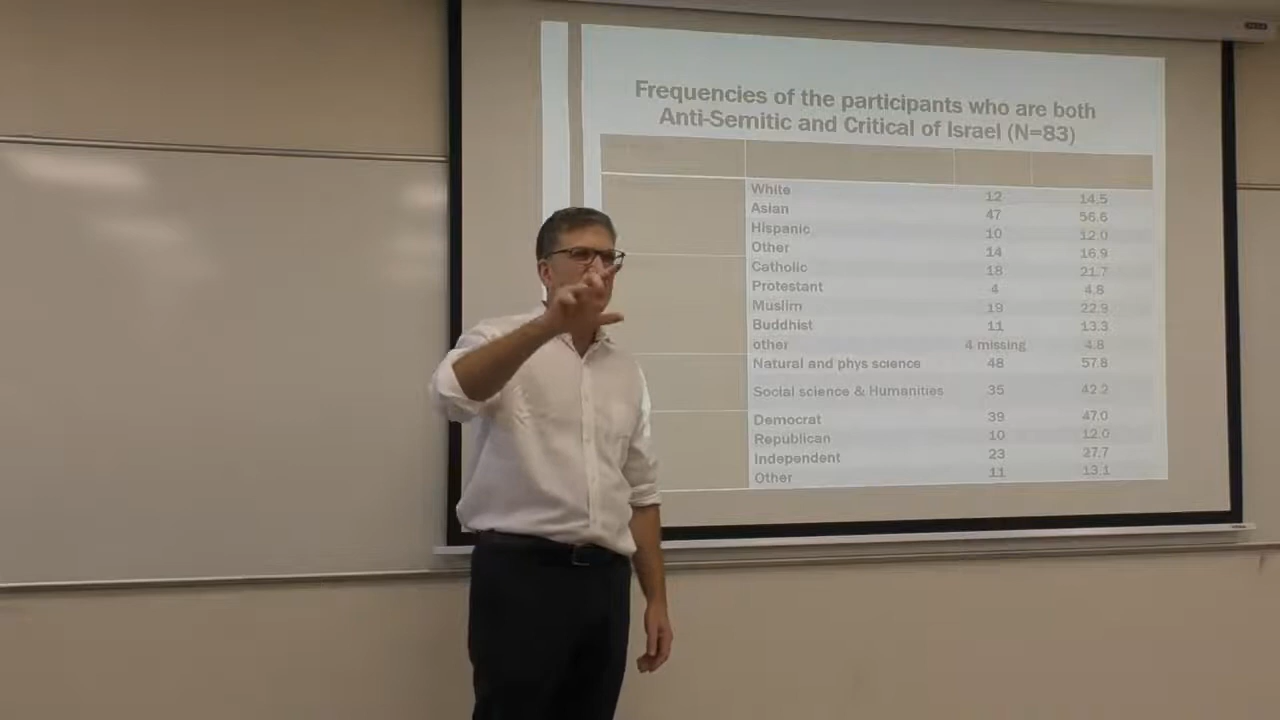 Frequencies of the participants who are both
Anti-Semitic and Critical of Israel (N=83)
White 12 14.5
Asian 47 56.6
Hispanic 10 12.0
Other 14 16.9
Catholic 18 21.7
Protestant 4 4.8
Muslim 19 22.9
Buddhist 11 13.3
other 4 missing 4.8
Natural and phys science 48 57.8
Social science & Humanities 35 42.2
Democrat 39 47.0
Republican 10 12.0
Independent 23 27.7
Other 11 13.1